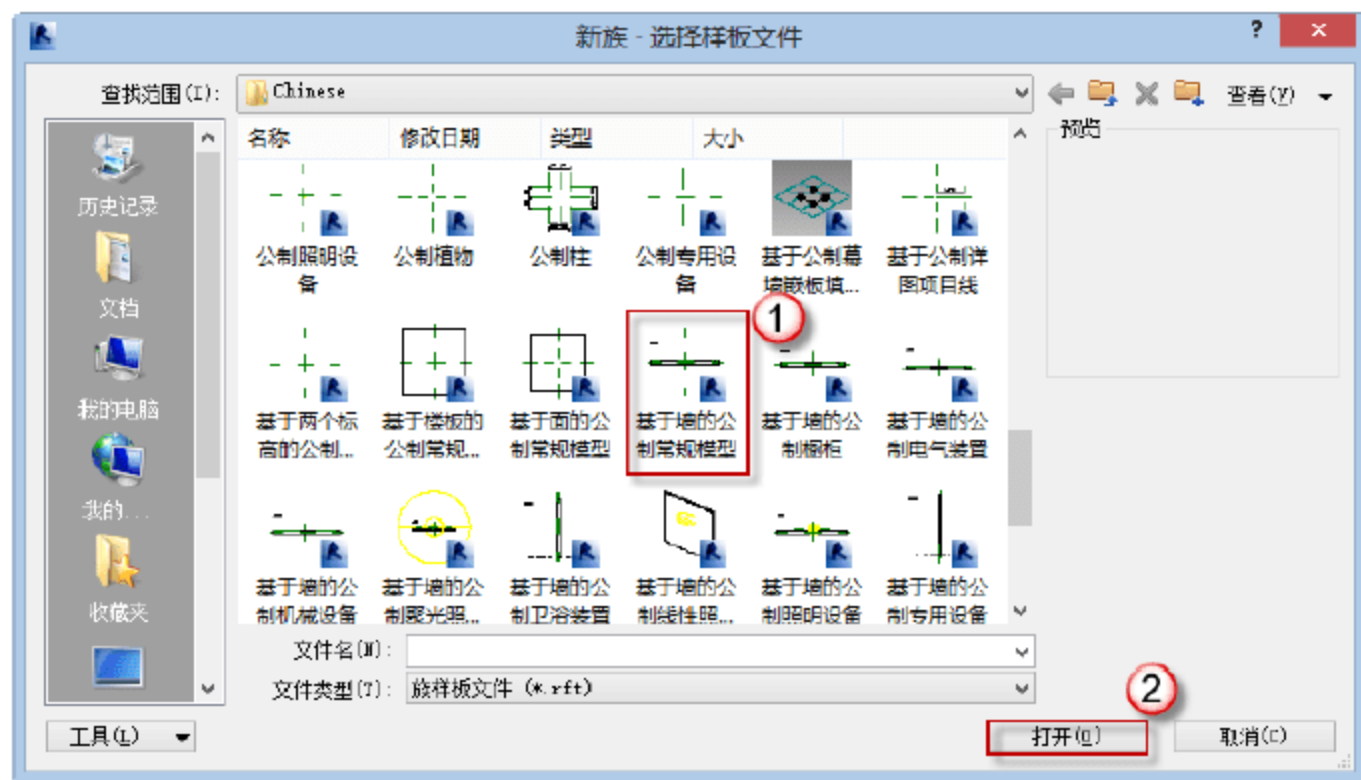 新族 - 选择样板文件
?
查找范围(I):
Chinese
查看(V)
名称
修改日期
类型
大小
预览
历史记录
文档
我的电脑
我的...
收藏夹
公制照明设
备
公制植物
公制柱
公制专用设
备
基于公制幕
墙嵌板填...
基于公制详
图项目线
1
基于两个标
高的公制...
基于楼板的
公制常规...
基于面的公
制常规模型
基于墙的公
制常规模型
基于墙的公
制橱柜
基于墙的公
制电气装置
基于墙的公
制机械设备
基于墙的公
制聚光照...
基于墙的公
制卫浴装置
基于墙的公
制线性照...
基于墙的公
制照明设备
基于墙的公
制专用设备
文件名(N):
文件类型(T):
族样板文件 (*.rft)
2
工具(L)
打开(O)
取消(C)